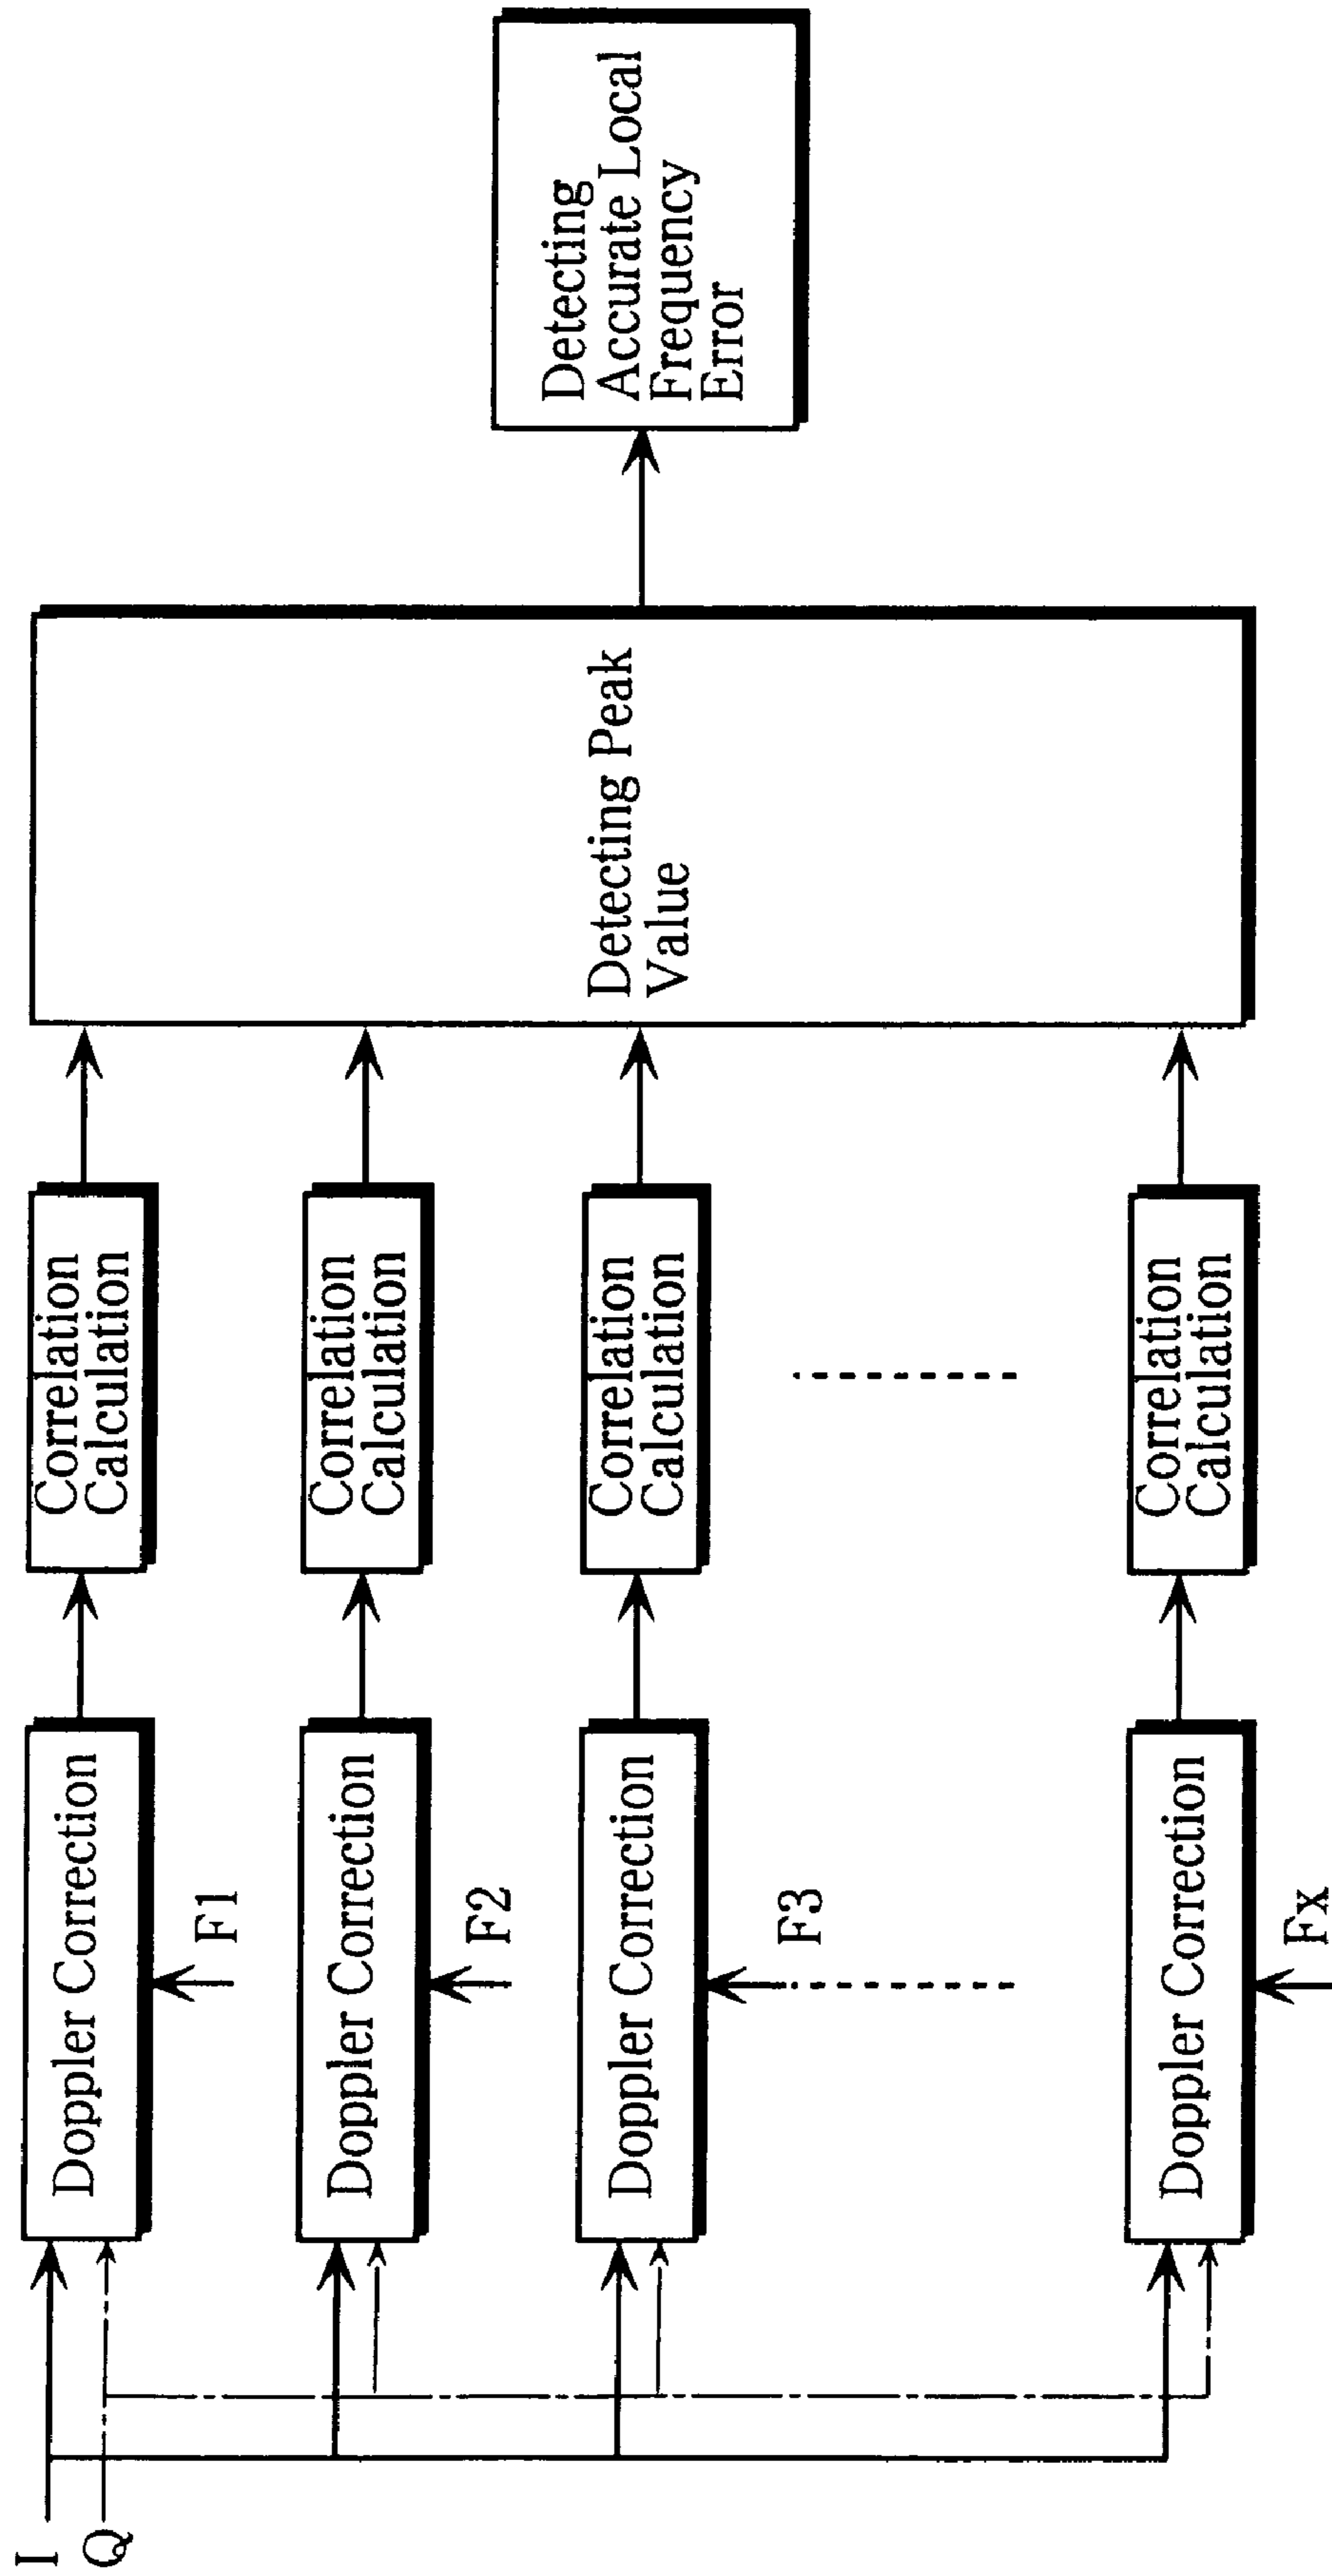 I
Q
Doppler Correction
F1
Correlation
Calculation
Doppler Correction
F2
Correlation
Calculation
Doppler Correction
F3
Correlation
Calculation
Doppler Correction
Fx
Correlation
Calculation
Detecting Peak
Value
Detecting
Accurate Local
Frequency
Error